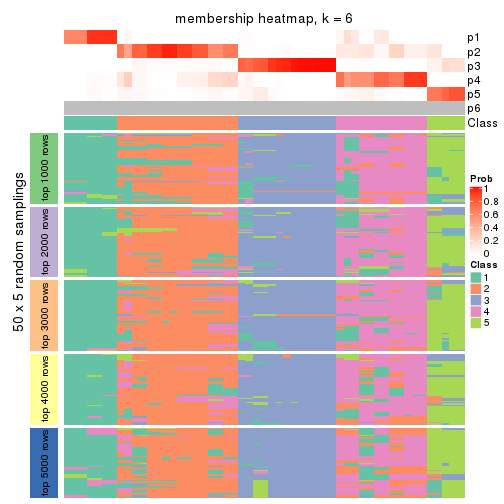 membership heatmap, k = 6
p1
p2
p3
p4
p5
p6
Class
50 x 5 random samplings
top 1000 rows
top 2000 rows
top 3000 rows
top 4000 rows
top 5000 rows
Prob
1
0.8
0.6
0.4
0.2
0
Class
1
2
3
4
5